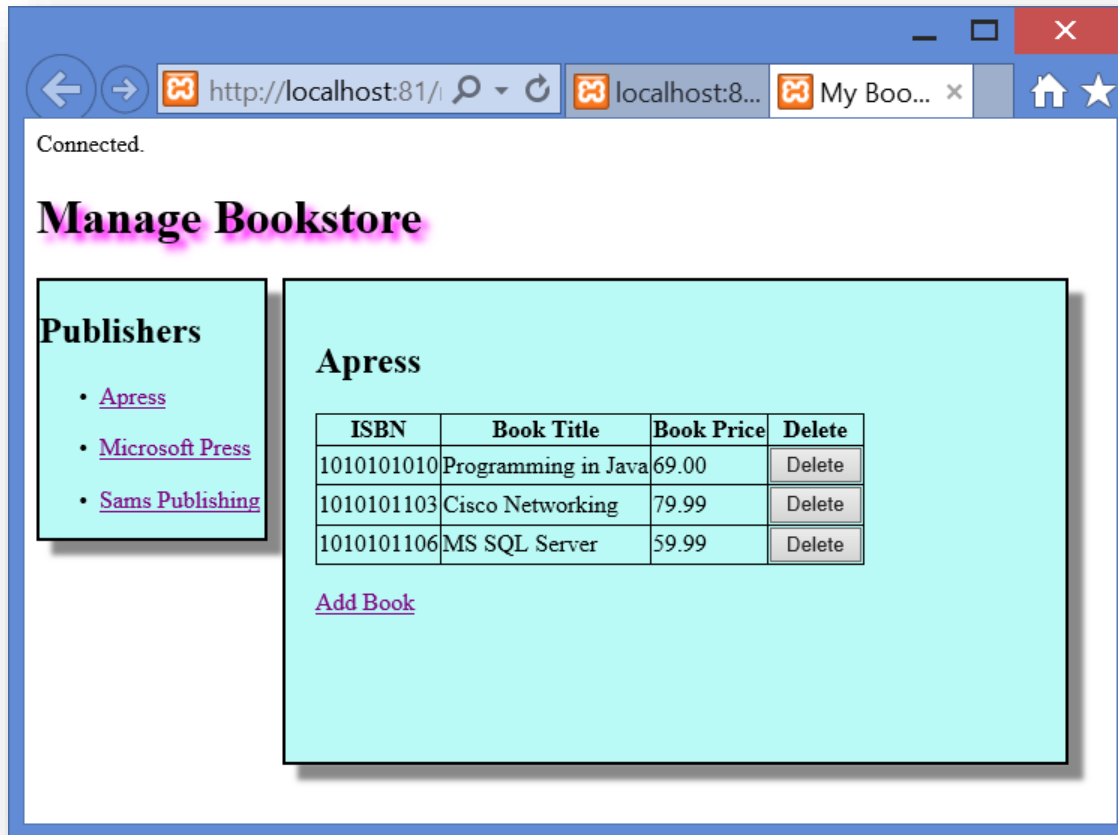 http://localhost:81/
localhost:8...
My Boo...
Connected.
Manage Bookstore
Publishers
• Apress
• Microsoft Press
• Sams Publishing
Apress
ISBN Book Title Book Price Delete
1010101010 Programming in Java 69.00 Delete
1010101103 Cisco Networking 79.99 Delete
1010101106 MS SQL Server 59.99 Delete
Add Book